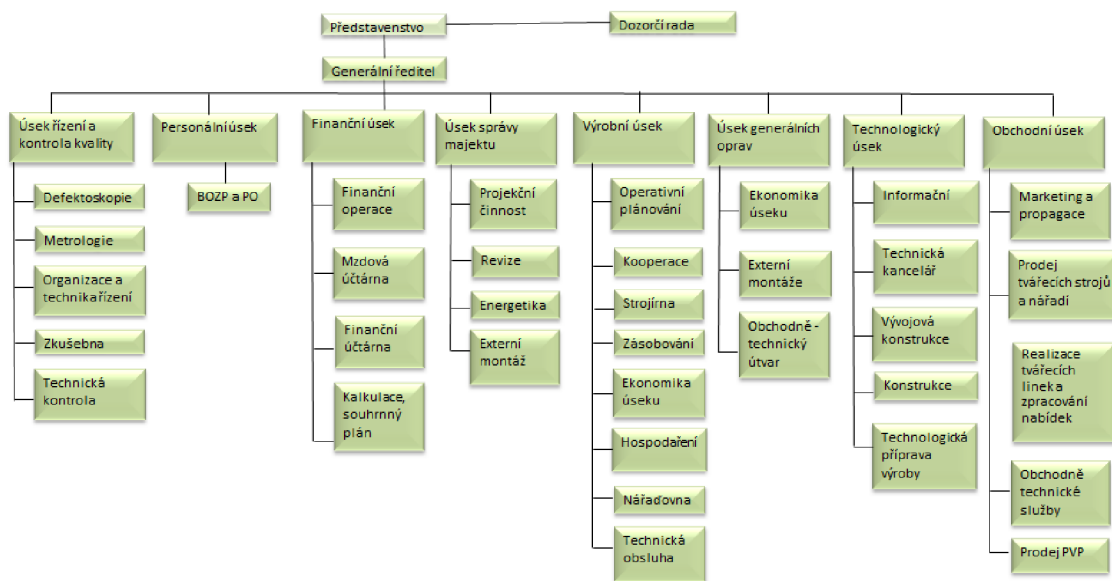 Představenstvo
Dozorčí rada
Generální ředitel
Úsek řízení a
kontrola kvality
Defektoskopie
Metrologie
Organizace a
technika řízení
Zkušebna
Technická
kontrola
Personální úsek
BOZP a PO
Finanční úsek
Finanční
operace
Mzdová
účtárna
Finanční
účtárna
Kalkulace,
souhrnný
plán
Úsek správy
majektu
Projekční
činnost
Revize
Energetika
Externí
montáž
Výrobní úsek
Operativní
plánování
Kooperace
Strojírna
Zásobování
Ekonomika
úseku
Hospodaření
Nářaďovna
Technická
obsluha
Úsek generálních
oprav
Ekonomika
úseku
Externí
montáže
Obchodně -
technický
útvar
Technologický
úsek
Informační
Technická
kancelář
Vývojová
konstrukce
Konstrukce
Technologická
příprava
výroby
Obchodní úsek
Marketing a
propagace
Prodej
tvářecích strojů
a nářadí
Realizace
tvářecích
linek a
zpracování
nabídek
Obchodně
technické
služby
Prodej PVP